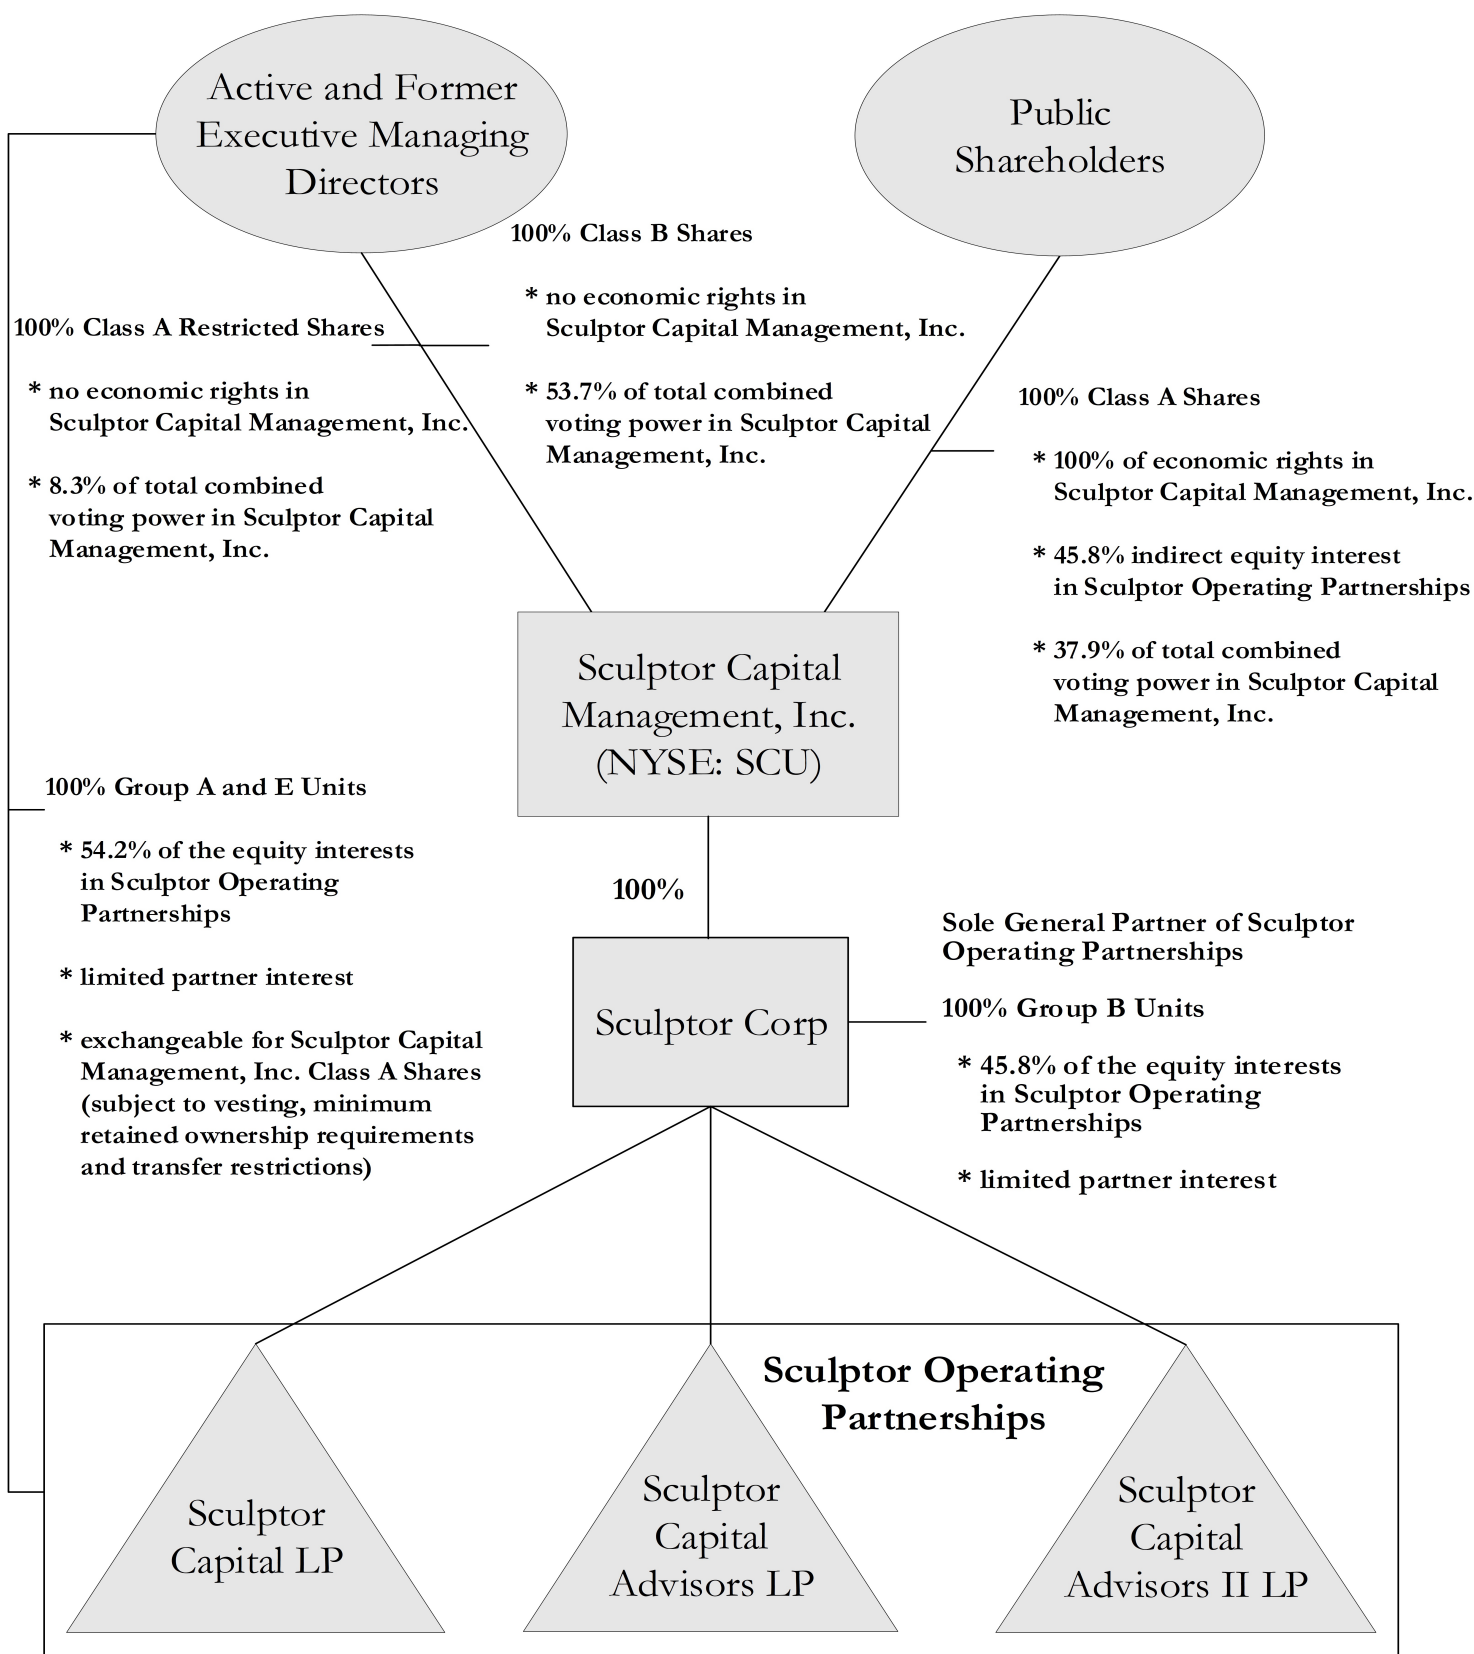 Active and Former
Executive Managing
Directors
Public
Shareholders
100% Class B Shares
* no economic rights in
Sculptor Capital Management, Inc.
* 53.7% of total combined
voting power in Sculptor Capital
Management, Inc.
100% Class A Restricted Shares
* no economic rights in
Sculptor Capital Management, Inc.
* 8.3% of total combined
voting power in Sculptor Capital
Management, Inc.
100% Class A Shares
* 100% of economic rights in
Sculptor Capital Management, Inc.
* 45.8% indirect equity interest
in Sculptor Operating Partnerships
* 37.9% of total combined
voting power in Sculptor Capital
Management, Inc.
Sculptor Capital
Management, Inc.
(NYSE: SCU)
100% Group A and E Units
* 54.2% of the equity interests
in Sculptor Operating
Partnerships
* limited partner interest
* exchangeable for Sculptor Capital
Management, Inc. Class A Shares
(subject to vesting, minimum
retained ownership requirements
and transfer restrictions)
100%
Sculptor Corp
Sole General Partner of Sculptor
Operating Partnerships
100% Group B Units
* 45.8% of the equity interests
in Sculptor Operating
Partnerships
* limited partner interest
Sculptor Operating
Partnerships
Sculptor
Capital LP
Sculptor
Capital
Advisors LP
Sculptor
Capital
Advisors II LP